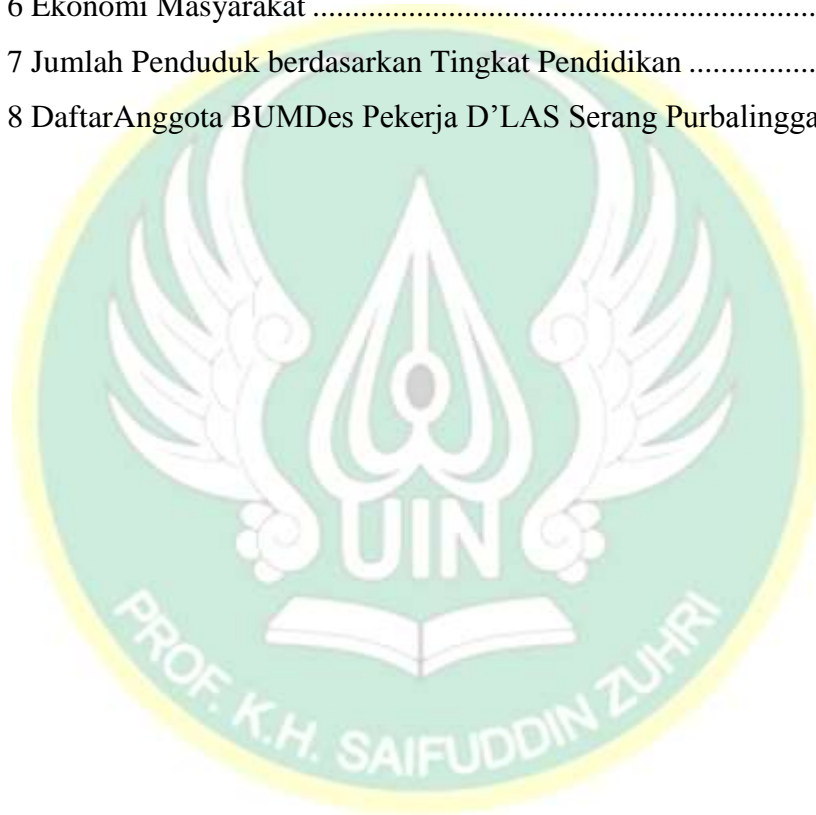 6 Ekonomi Masyarakat ................................................................
7 Jumlah Penduduk berdasarkan Tingkat Pendidikan ................
8 DaftarAnggota BUMDes Pekerja D’LAS Serang Purbalingga
UIN
PROF. K.H. SAIFUDDIN ZUHRI